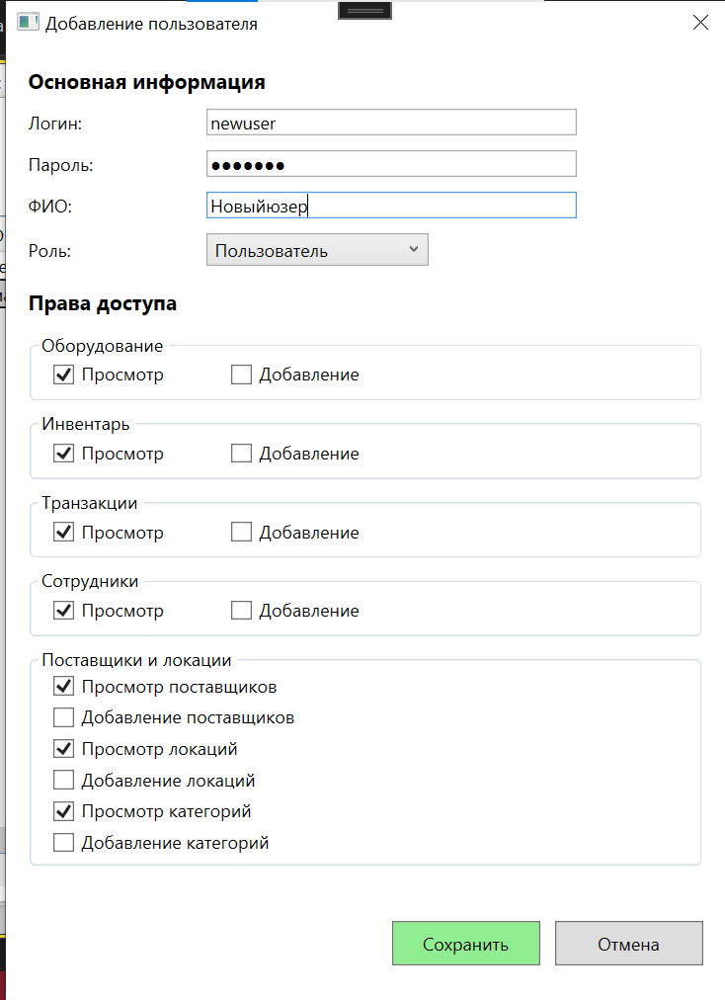 Добавление пользователя
Основная информация
Логин: newuser
Пароль: ●●●●●●●
ФИО: Новыйюзер
Роль: Пользователь
Права доступа
Оборудование
Просмотр Добавление
Инвентарь
Просмотр Добавление
Транзакции
Просмотр Добавление
Сотрудники
Просмотр Добавление
Поставщики и локации
Просмотр поставщиков
Добавление поставщиков
Просмотр локаций
Добавление локаций
Просмотр категорий
Добавление категорий
Сохранить Отмена